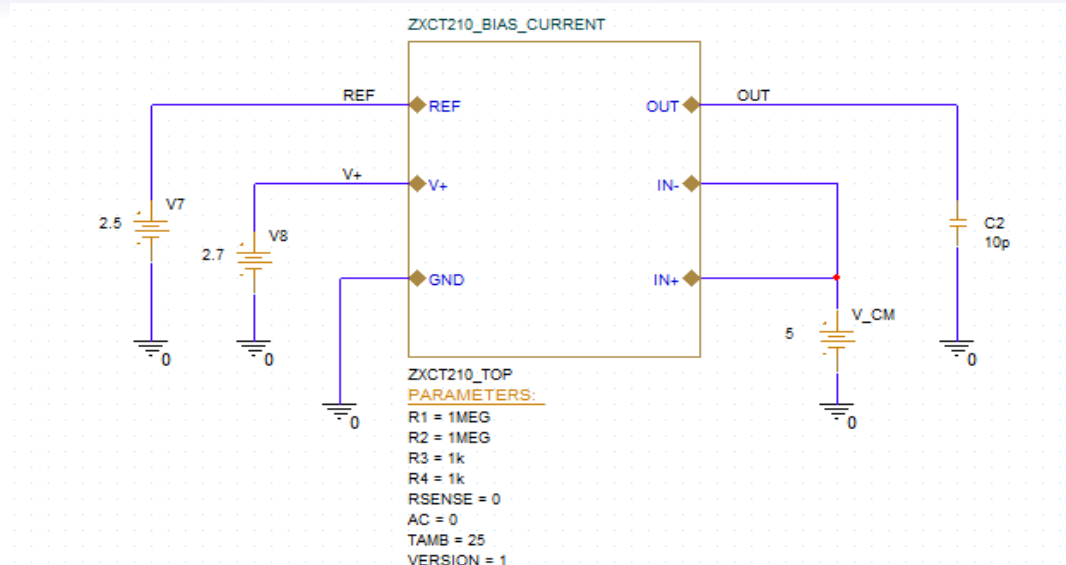 ZXCT210_BIAS_CURRENT
REF
REF
OUT
OUT
V+
V+
IN-
2.5
V7
2.7
V8
C2
10p
GND
IN+
5
V_CM
0
0
0
0
0
ZXCT210_TOP
PARAMETERS:
R1 = 1MEG
R2 = 1MEG
R3 = 1k
R4 = 1k
RSENSE = 0
AC = 0
TAMB = 25
VERSION = 1